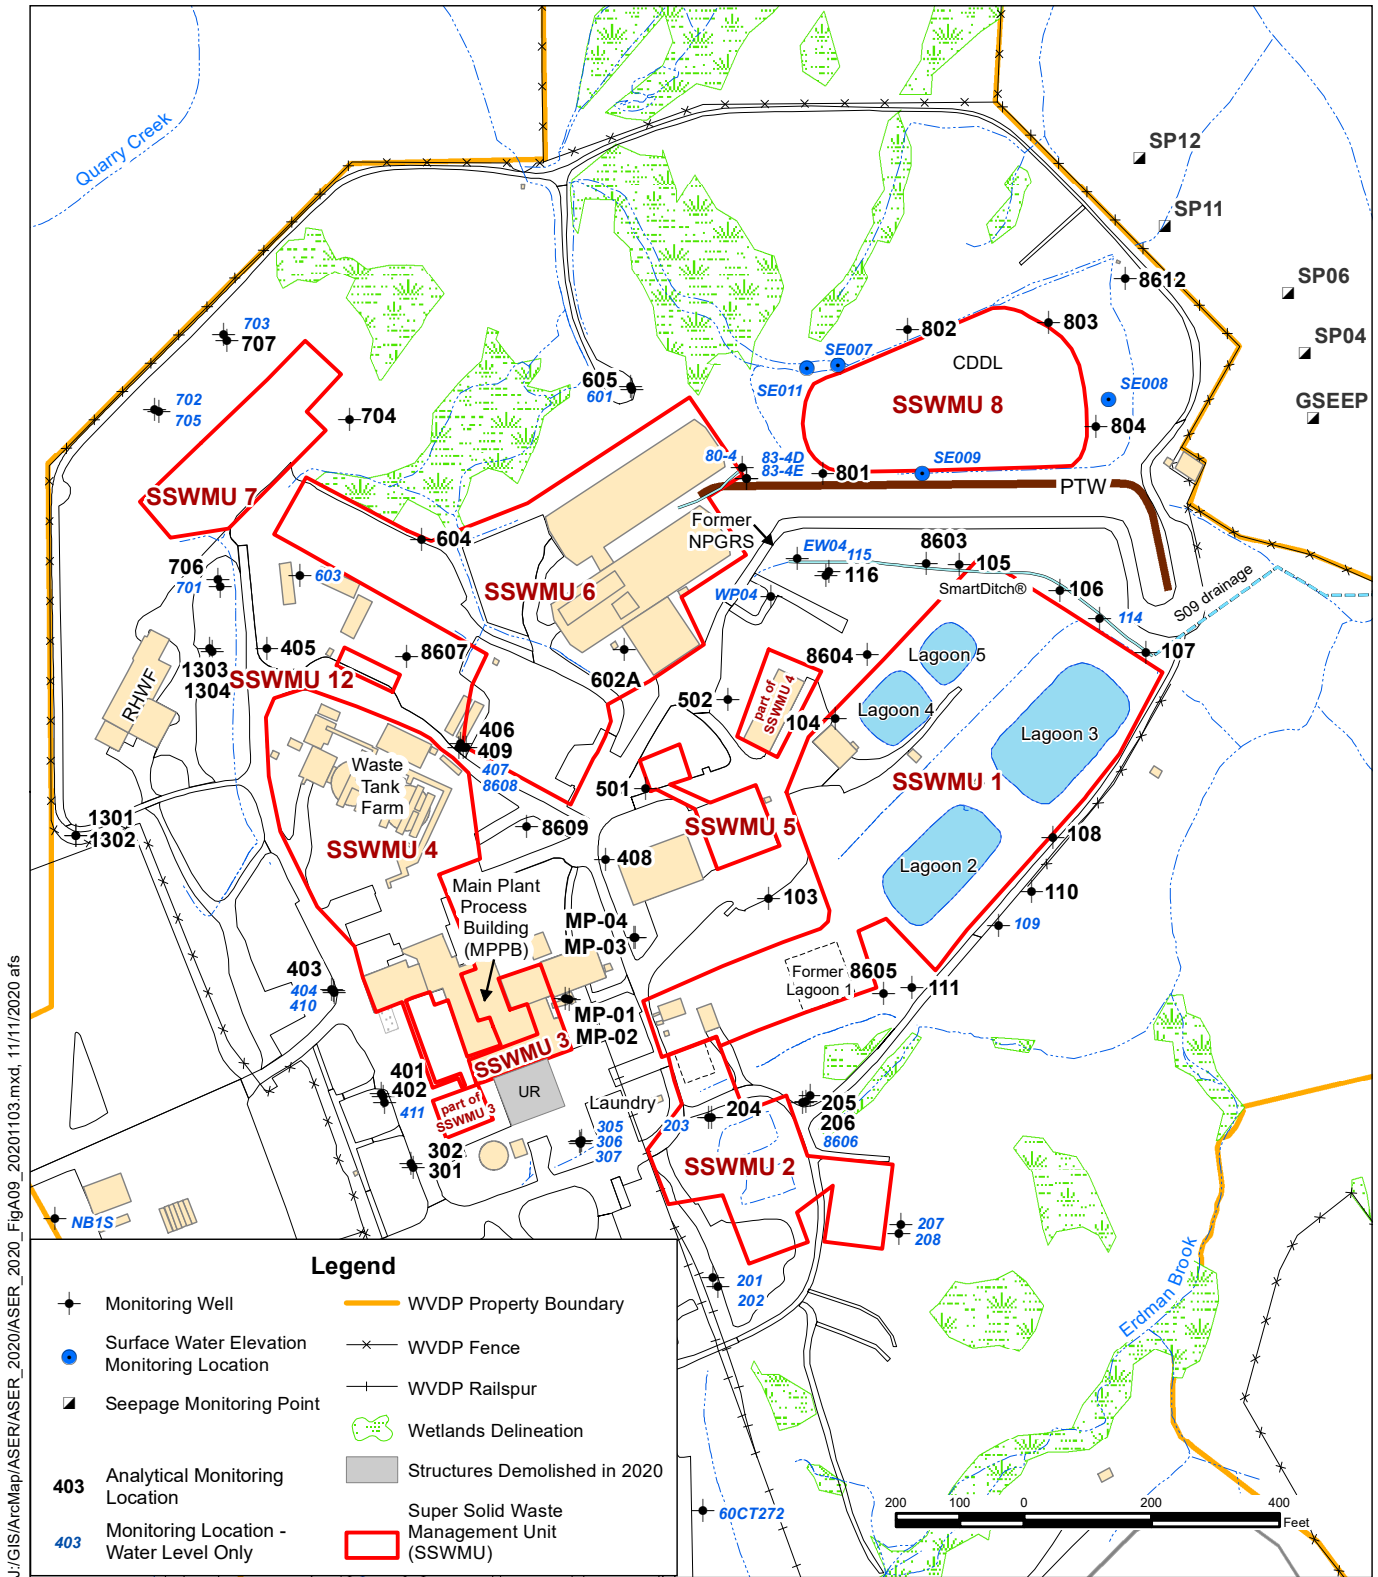 Quarry Creek
SP12
SP11
SP06
SP04
GSEEP
8612
703
707
702
705
704
605
601
802
803
CDDL
SE007
SE011
SE008
SSWMU 8
804
SE009
801
80-4
83-4D
83-4E
PTW
SSWMU 7
Former
NPGRS
604
EW04
115
116
8603
105
SmartDitch®
106
114
107
S09 drainage
706
701
603
SSWMU 6
WP04
1303
1304
405
SSWMU 12
8607
602A
RHWF
502
8604
Lagoon 5
part of
SSWMU 4
104
Lagoon 4
Lagoon 3
406
409
407
8608
Waste
Tank
Farm
501
SSWMU 1
1301
1302
8609
SSWMU 5
SSWMU 4
408
108
Lagoon 2
Main Plant
Process
Building
(MPPB)
103
110
109
MP-04
MP-03
403
404
410
Former
Lagoon 1
8605
111
MP-01
MP-02
SSWMU 3
401
402
411
part of
SSWMU 3
UR
Laundry
203
204
205
206
8606
305
306
307
302
301
SSWMU 2
207
208
NB1S
201
202
Erdman Brook
60CT272
Legend
Monitoring Well
Surface Water Elevation
Monitoring Location
Seepage Monitoring Point
403
Analytical Monitoring
Location
403
Monitoring Location -
Water Level Only
WVDP Property Boundary
WVDP Fence
WVDP Railspur
Wetlands Delineation
Structures Demolished in 2020
Super Solid Waste
Management Unit
(SSWMU)
200 100 0 200 400
Feet
J:/GIS/ArcMap/ASER/ASER_2020/ASER_2020_FigA09_20201103.mxd, 11/11/2020 afs